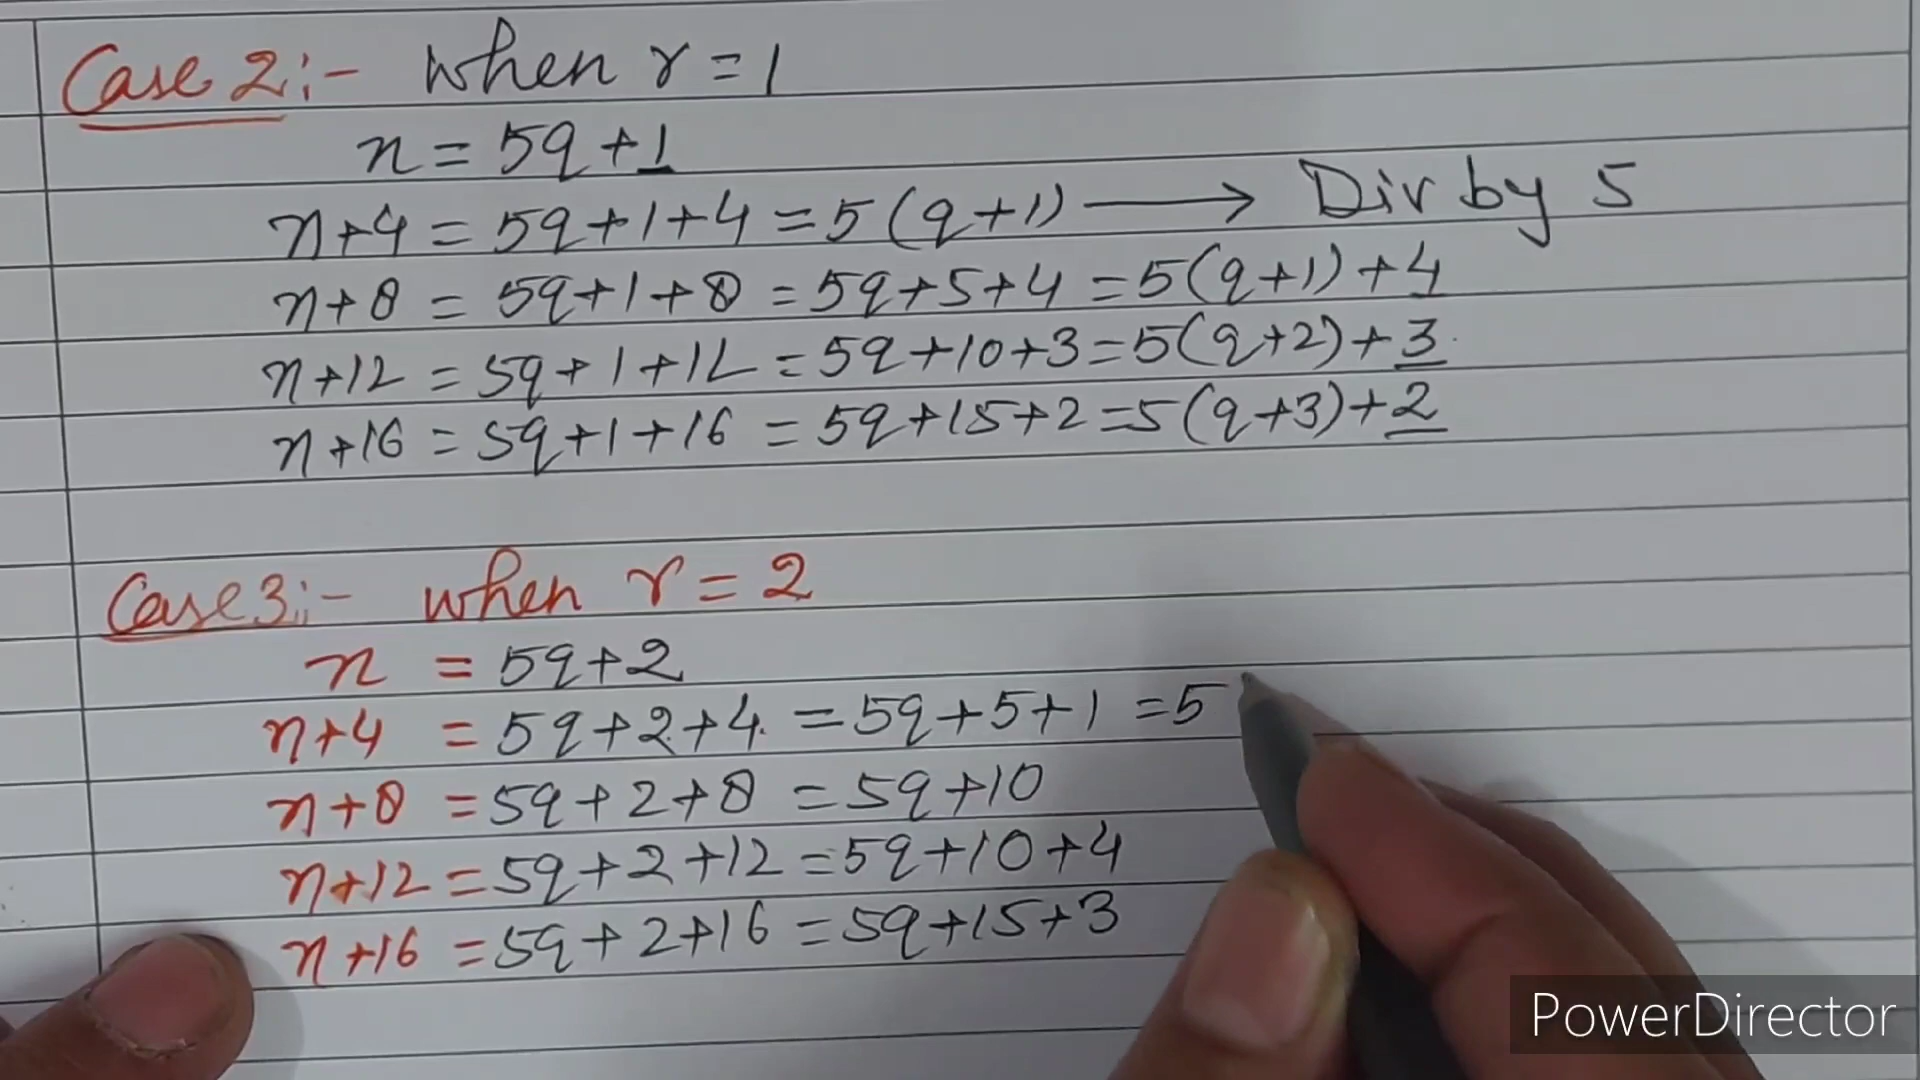 Case 2:- when r = 1
n = 5q + 1
n+4 = 5q+1+4 = 5(q+1) → Div by 5
n+8 = 5q+1+8 = 5q+5+4 = 5(q+1)+4
n+12 = 5q+1+12 = 5q+10+3 = 5(q+2)+3
n+16 = 5q+1+16 = 5q+15+2 = 5(q+3)+2
Case 3:- when r = 2
n = 5q+2
n+4 = 5q+2+4 = 5q+5+1 = 5
n+8 = 5q+2+8 = 5q+10
n+12 = 5q+2+12 = 5q+10+4
n+16 = 5q+2+16 = 5q+15+3
PowerDirector